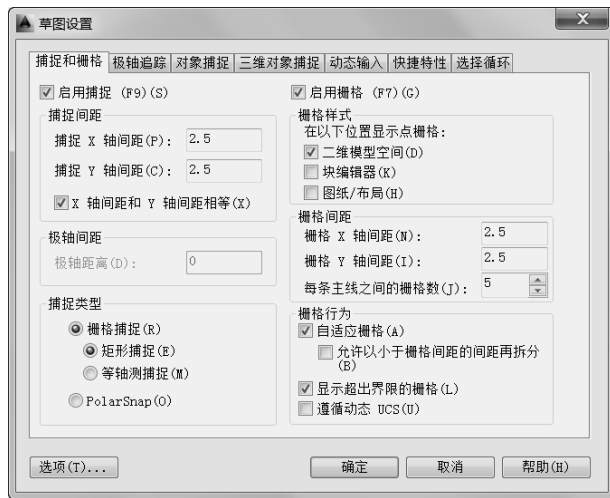 草图设置
捕捉和栅格 极轴追踪 对象捕捉 三维对象捕捉 动态输入 快捷特性 选择循环
启用捕捉 (F9)(S)
捕捉间距
捕捉 X 轴间距(P): 2.5
捕捉 Y 轴间距(C): 2.5
X 轴间距和 Y 轴间距相等(X)
极轴间距
极轴距离(D): 0
捕捉类型
栅格捕捉(R)
矩形捕捉(E)
等轴测捕捉(M)
PolarSnap(O)
启用栅格 (F7)(G)
栅格样式
在以下位置显示点栅格:
二维模型空间(D)
块编辑器(K)
图纸/布局(H)
栅格间距
栅格 X 轴间距(N): 2.5
栅格 Y 轴间距(I): 2.5
每条主线之间的栅格数(J): 5
栅格行为
自适应栅格(A)
允许以小于栅格间距的间距再拆分
(B)
显示超出界限的栅格(L)
遵循动态 UCS(U)
选项(T)... 确定 取消 帮助(H)